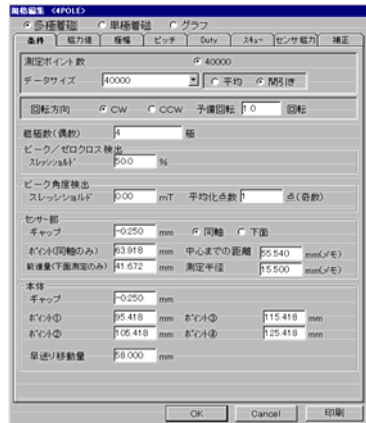 規格編集 <4POLE>
多極着磁 単極着磁 グラフ
条件 磁力値 極幅 ピッチ Duty スキュー センサ磁力 補正
測定ポイント数 40000
データサイズ 40000 平均 間引き
回転方向 CW CCW 予備回転 1.0 回転
磁極数(偶数) 4 極
ピーク/ゼロクロス検出
スレッショルド 50.0 %
ピーク角度検出
スレッショルド 0.00 mT 平均化点数 1 点(奇数)
センサー部
ギャップ -0.250 mm 同軸 下面
ポイント(同軸のみ) 63.918 mm 中心までの距離 55.540 mm(メモ)
前進量(下面測定のみ) 41.672 mm 測定半径 15.500 mm(メモ)
本体
ギャップ -0.250 mm
ポイント① 95.418 mm ポイント③ 115.418 mm
ポイント② 105.418 mm ポイント④ 125.418 mm
早送り移動量 58.000 mm
OK Cancel 印刷